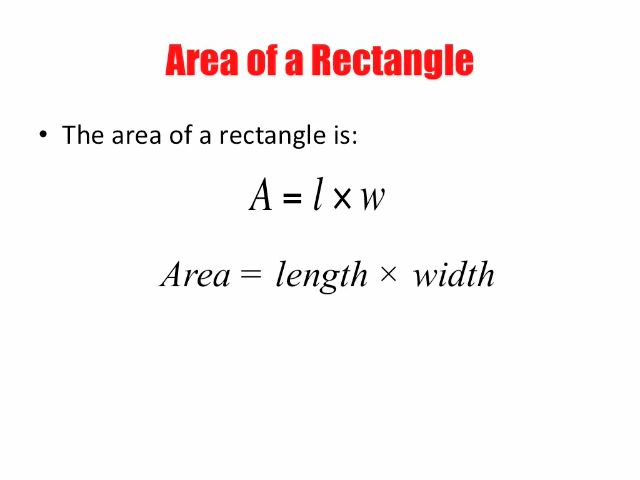 Area of a Rectangle
• The area of a rectangle is:
A = l × w
Area = length × width